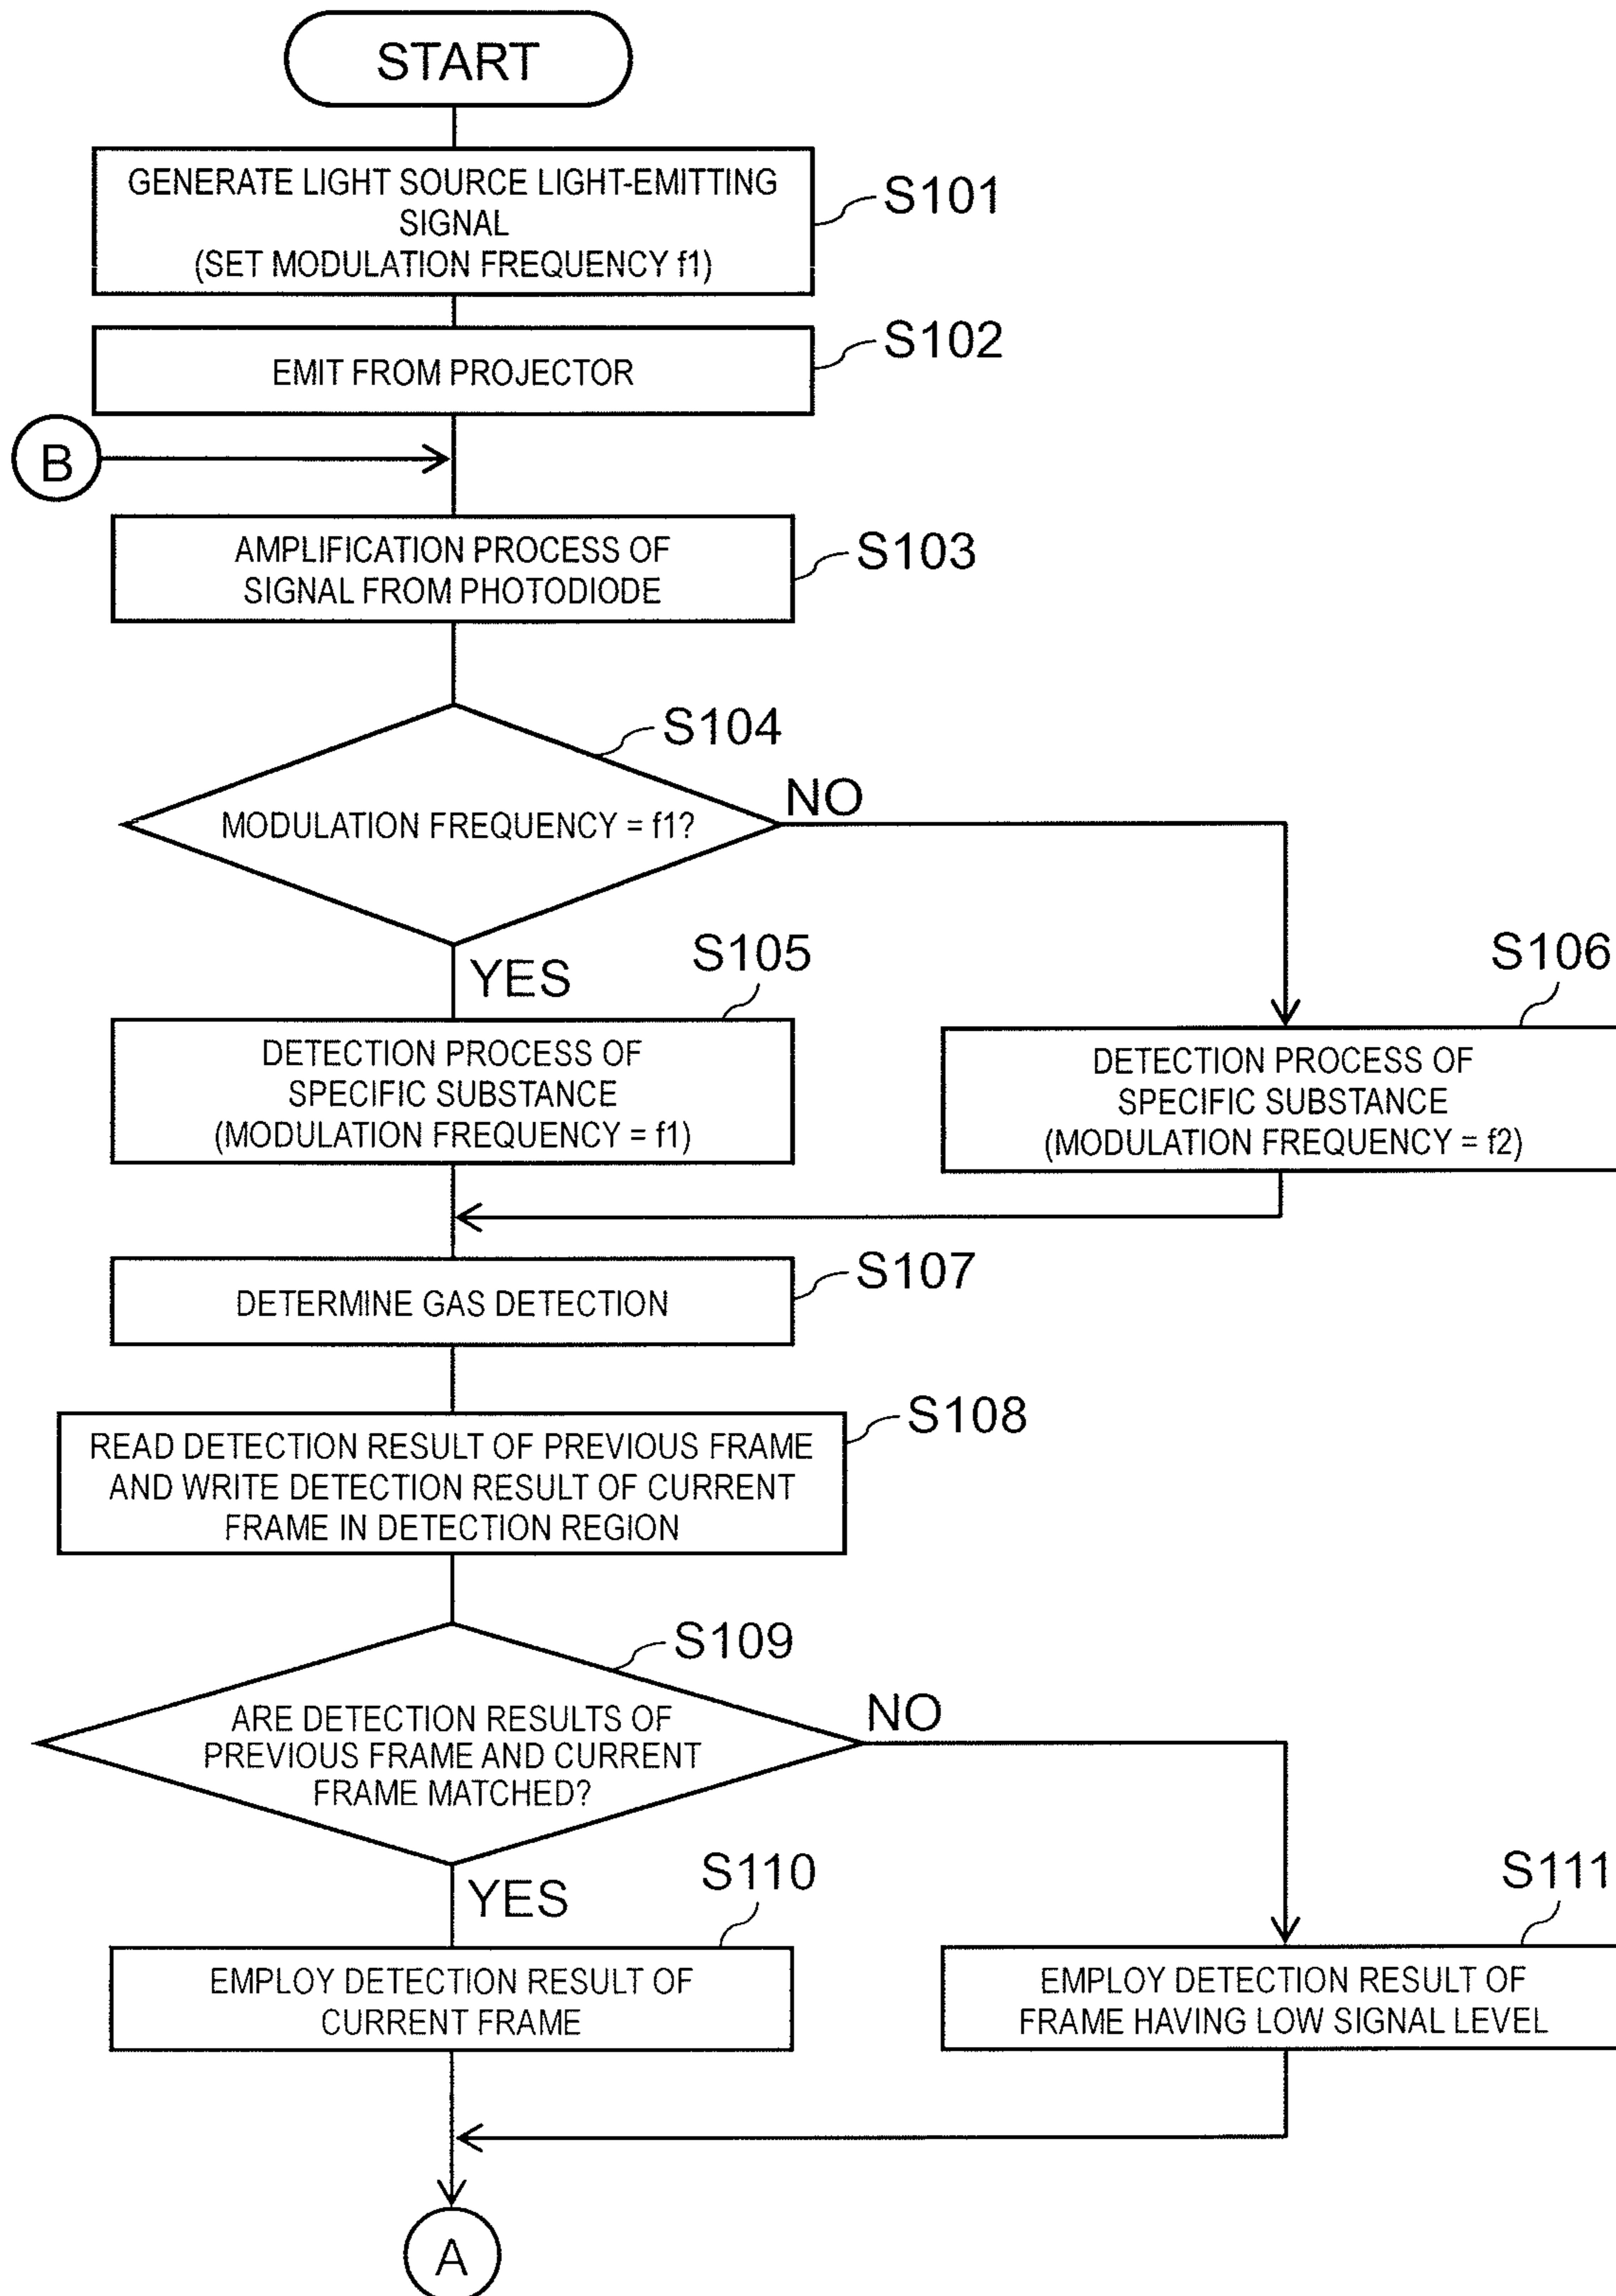 START
GENERATE LIGHT SOURCE LIGHT-EMITTING
SIGNAL
(SET MODULATION FREQUENCY f1)
S101
EMIT FROM PROJECTOR
S102
B
AMPLIFICATION PROCESS OF
SIGNAL FROM PHOTODIODE
S103
S104
MODULATION FREQUENCY = f1?
NO
YES
S105
DETECTION PROCESS OF
SPECIFIC SUBSTANCE
(MODULATION FREQUENCY = f1)
S106
DETECTION PROCESS OF
SPECIFIC SUBSTANCE
(MODULATION FREQUENCY = f2)
DETERMINE GAS DETECTION
S107
READ DETECTION RESULT OF PREVIOUS FRAME
AND WRITE DETECTION RESULT OF CURRENT
FRAME IN DETECTION REGION
S108
S109
ARE DETECTION RESULTS OF
PREVIOUS FRAME AND CURRENT
FRAME MATCHED?
NO
YES
S110
EMPLOY DETECTION RESULT OF
CURRENT FRAME
S111
EMPLOY DETECTION RESULT OF
FRAME HAVING LOW SIGNAL LEVEL
A